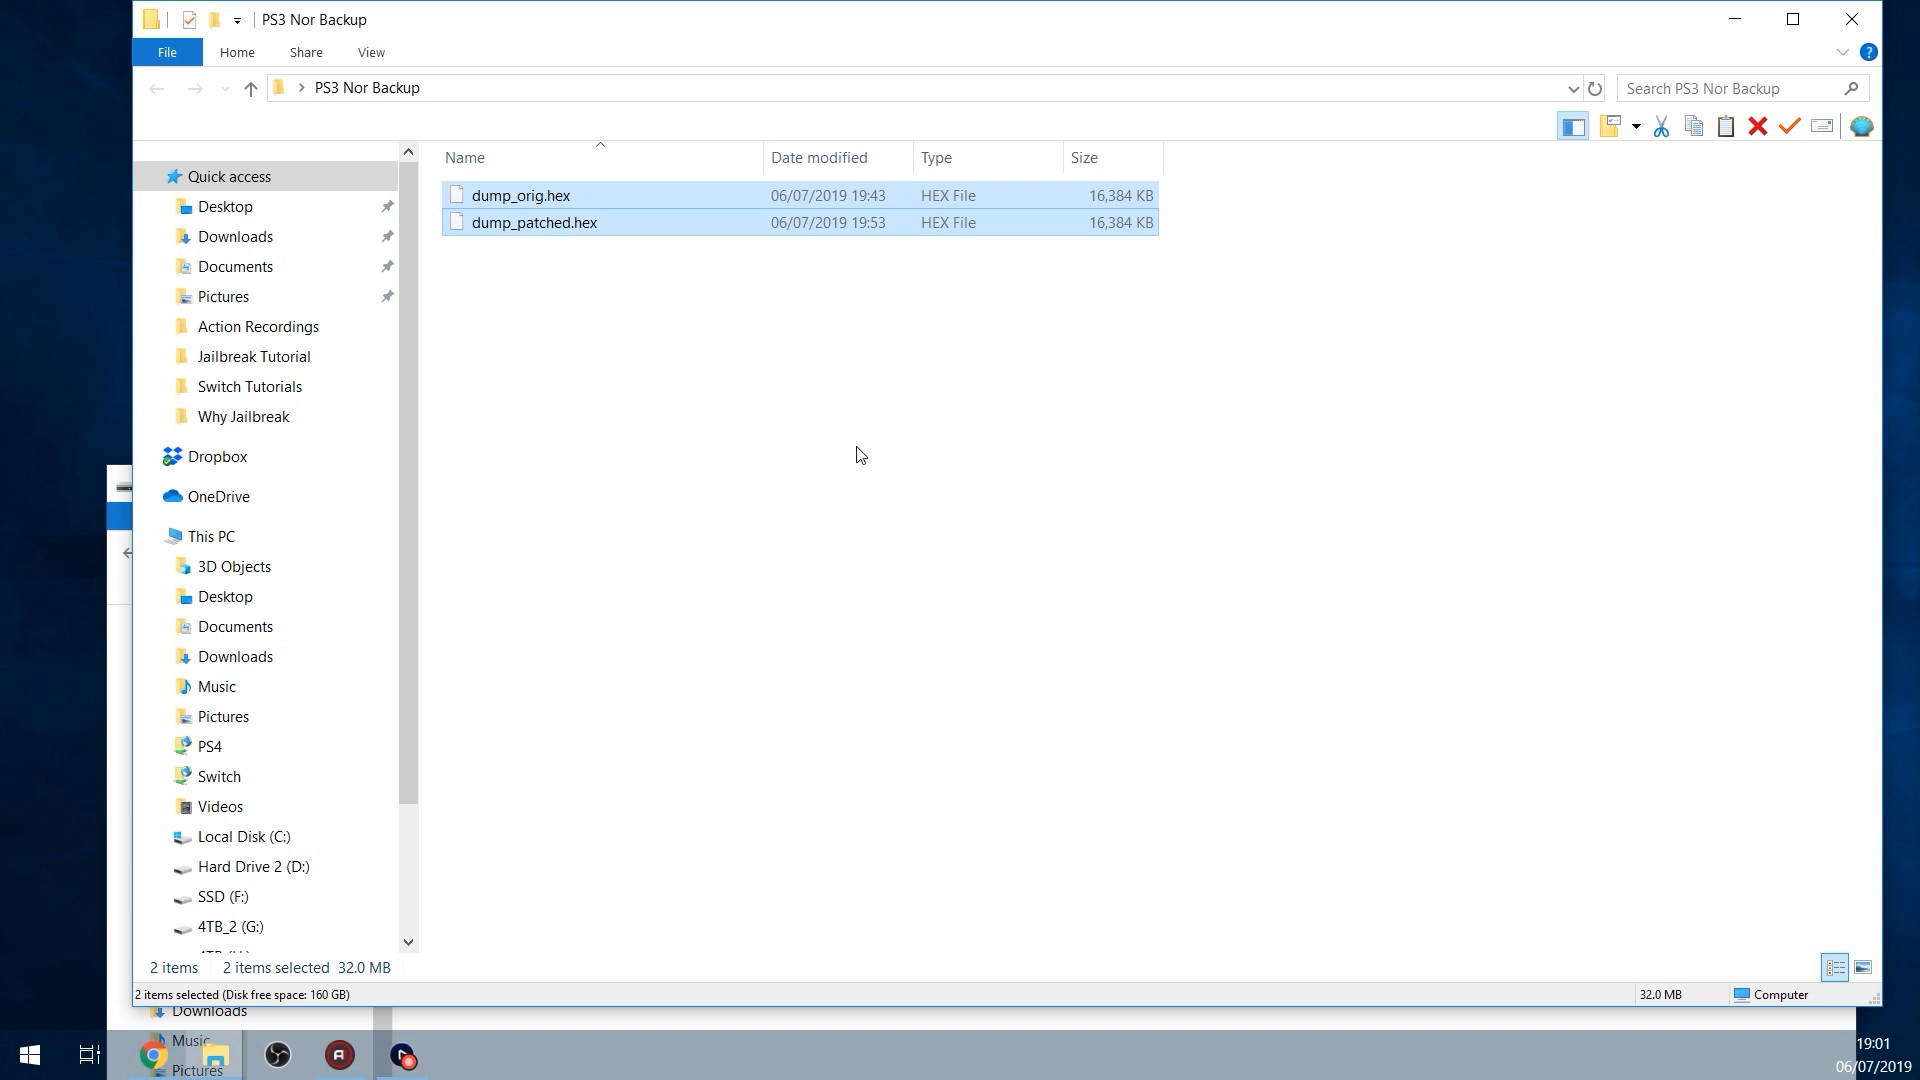 PS3 Nor Backup
File Home Share View
PS3 Nor Backup
Search PS3 Nor Backup
Name Date modified Type Size
Quick access
dump_orig.hex 06/07/2019 19:43 HEX File 16,384 KB
dump_patched.hex 06/07/2019 19:53 HEX File 16,384 KB
Desktop
Downloads
Documents
Pictures
Action Recordings
Jailbreak Tutorial
Switch Tutorials
Why Jailbreak
Dropbox
OneDrive
This PC
3D Objects
Desktop
Documents
Downloads
Music
Pictures
PS4
Switch
Videos
Local Disk (C:)
Hard Drive 2 (D:)
SSD (F:)
4TB_2 (G:)
2 items 2 items selected 32.0 MB
2 items selected (Disk free space: 160 GB) 32.0 MB Computer
Downloads
Music
Pictures
19:01
06/07/2019